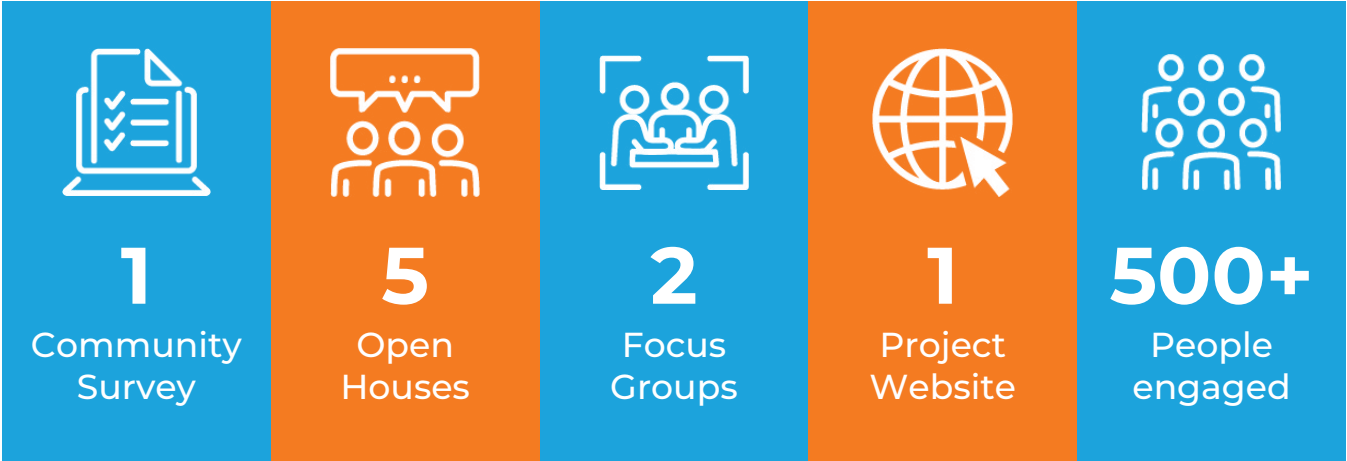 1
Community
Survey
5
Open
Houses
2
Focus
Groups
1
Project
Website
500+
People
engaged